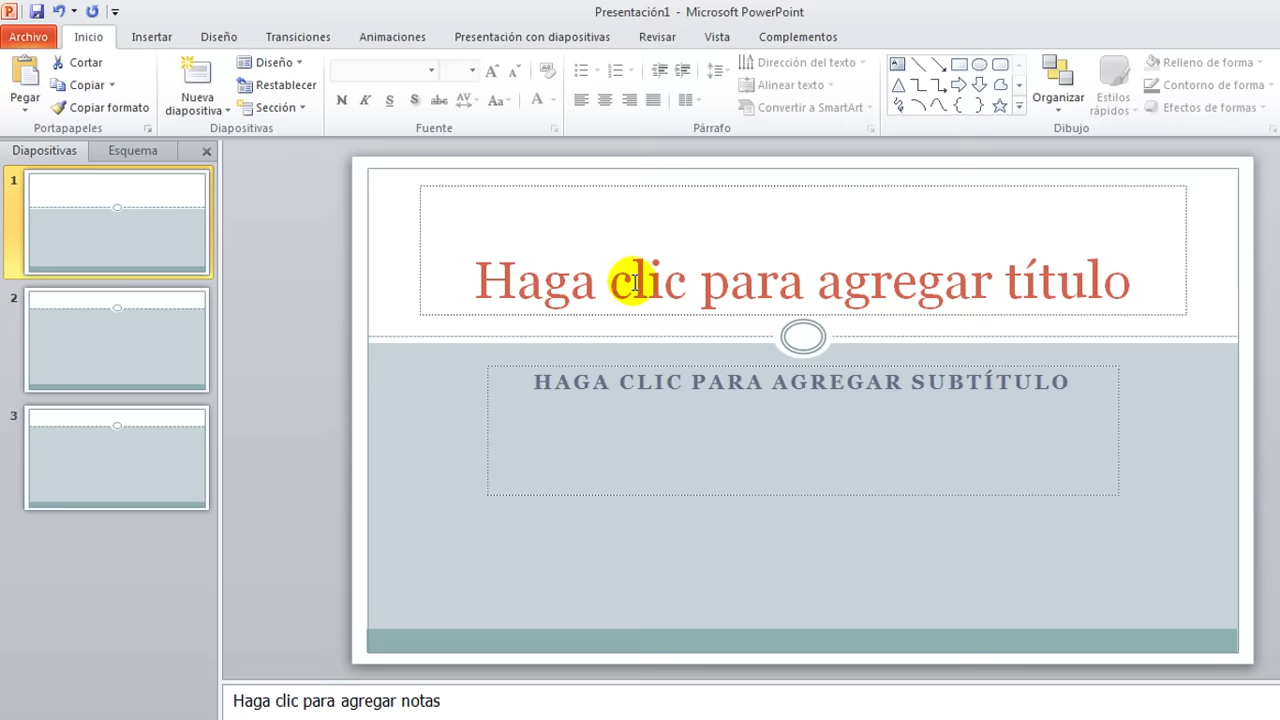 Presentación1 - Microsoft PowerPoint
Archivo Inicio Insertar Diseño Transiciones Animaciones Presentación con diapositivas Revisar Vista Complementos
Pegar
Cortar
Copiar
Copiar formato
Portapapeles
Nueva diapositiva
Diseño
Restablecer
Sección
Diapositivas
N K S S abc AV Aa A
Fuente
Dirección del texto
Alinear texto
Convertir a SmartArt
Párrafo
Organizar
Estilos rápidos
Relleno de forma
Contorno de forma
Efectos de formas
Dibujo
Diapositivas Esquema
1
2
3
Haga clic para agregar título
HAGA CLIC PARA AGREGAR SUBTÍTULO
Haga clic para agregar notas